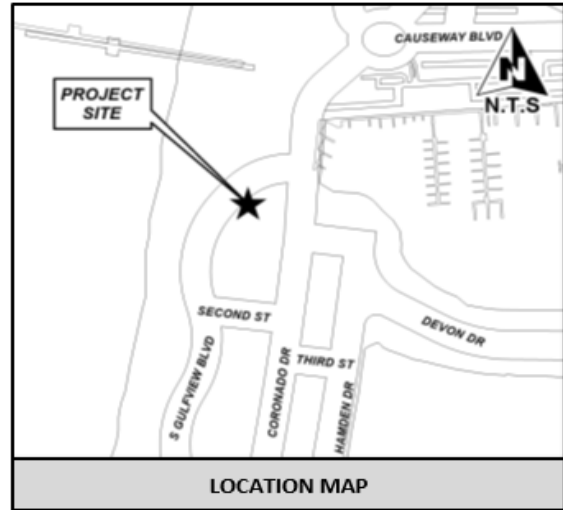 CAUSEWAY BLVD
N
N.T.S
PROJECT
SITE
SECOND ST
DEVON DR
THIRD ST
S GULFVIEW BLVD
CORONADO DR
HAMDEN DR
LOCATION MAP